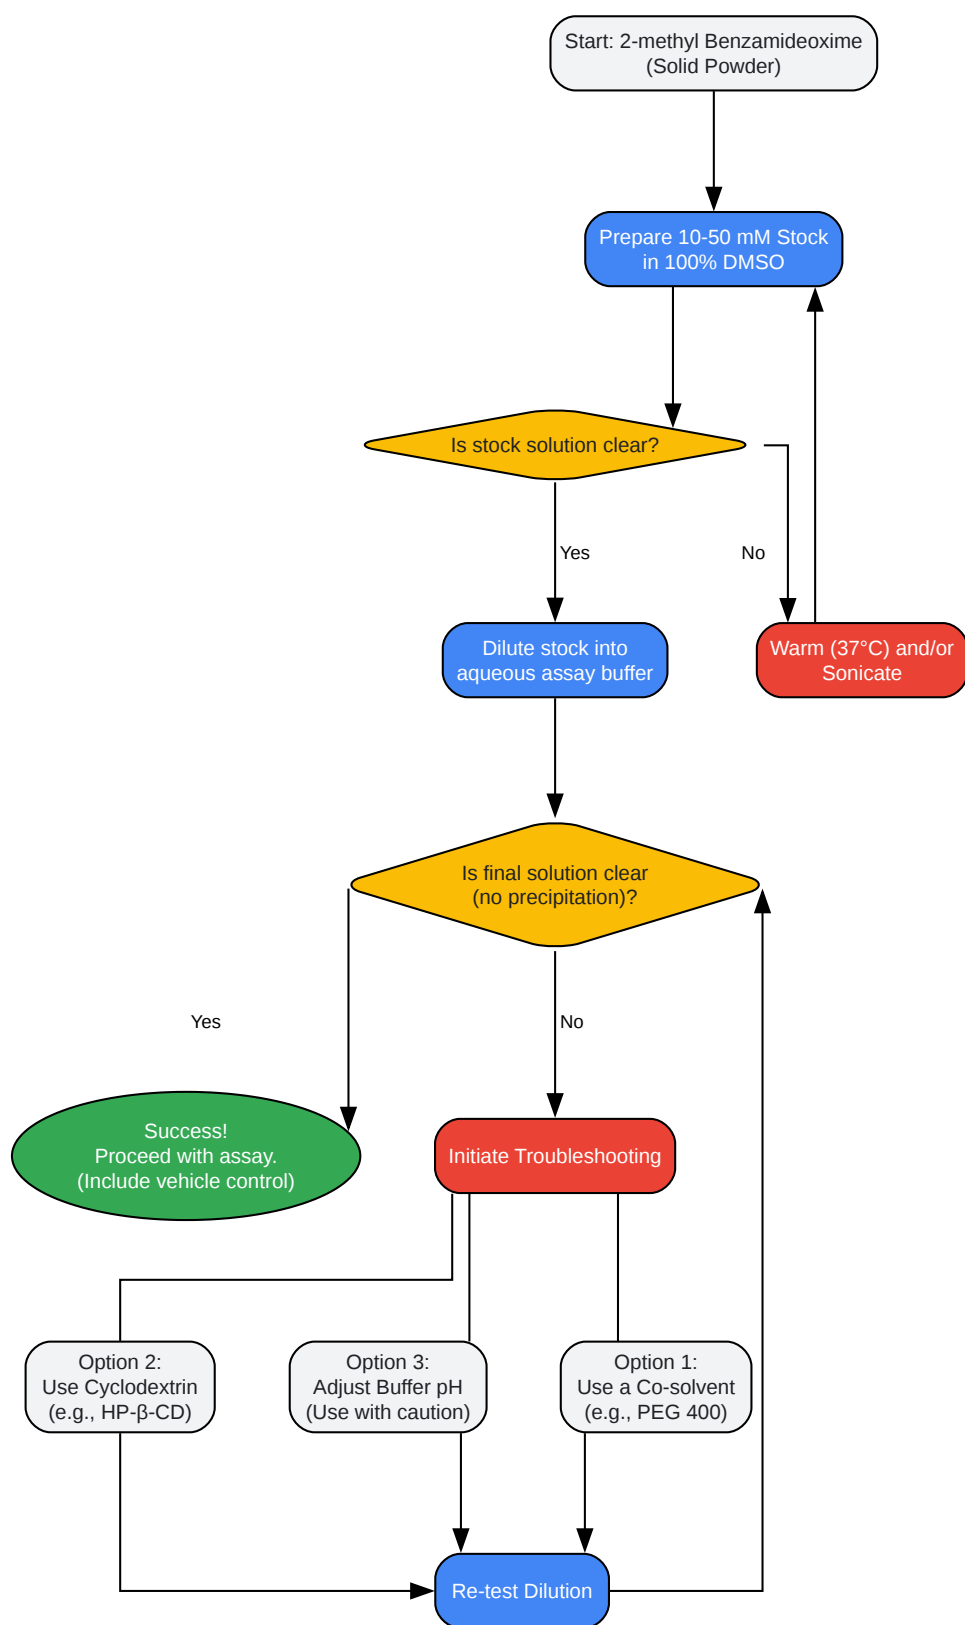 Start: 2-methyl Benzamideoxime
(Solid Powder)
Prepare 10-50 mM Stock
in 100% DMSO
Is stock solution clear?
Yes
No
Dilute stock into
aqueous assay buffer
Warm (37°C) and/or
Sonicate
Is final solution clear
(no precipitation)?
Yes
No
Success!
Proceed with assay.
(Include vehicle control)
Initiate Troubleshooting
Option 2:
Use Cyclodextrin
(e.g., HP-β-CD)
Option 3:
Adjust Buffer pH
(Use with caution)
Option 1:
Use a Co-solvent
(e.g., PEG 400)
Re-test Dilution